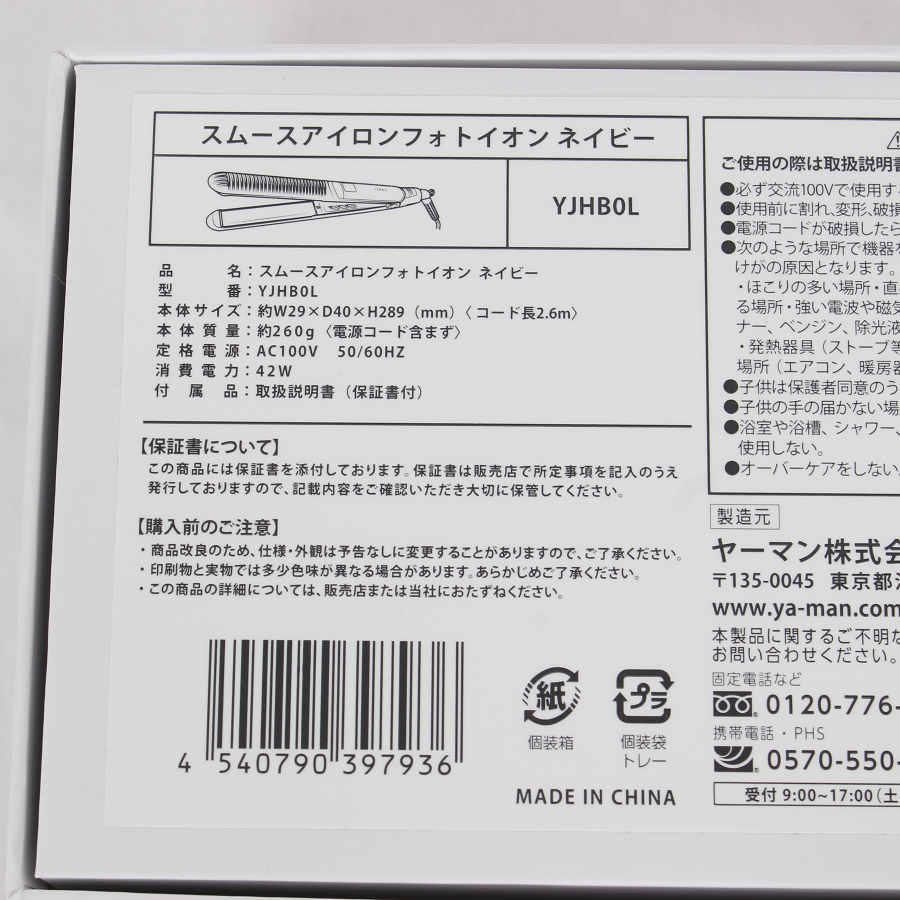 スムースアイロンフォトイオン ネイビー
YJHB0L
品名:スムースアイロンフォトイオン ネイビー
型番:YJHB0L
本体サイズ:約W29×D40×H289(mm)〈コード長2.6m〉
本体質量:約260g〈電源コード含まず〉
定格電源:AC100V 50/60HZ
消費電力:42W
付属品:取扱説明書(保証書付)
【保証書について】
この商品には保証書を添付しております。保証書は販売店で所定事項を記入のうえ
発行しておりますので、記載内容をご確認いただき大切に保管してください。
【購入前のご注意】
・商品改良のため、仕様・外観は予告なしに変更することがありますので、ご了承ください。
・印刷物と実物では多少色味が異なる場合があります。あらかじめご了承ください。
・この商品の詳細については、販売店または当社におたずねください。
4 540790 397936
紙
個装箱
プラ
個装袋
トレー
MADE IN CHINA
ご使用の際は取扱説明書
●必ず交流100Vで使用す
●使用前に割れ、変形、破損
●電源コードが破損したら
●次のような場所で機器を
けがの原因となります。
・ほこりの多い場所・直
る場所・強い電波や磁気
ナー、ベンジン、除光液
・発熱器具(ストーブ等
場所(エアコン、暖房器
●子供は保護者同意のう
●子供の手の届かない場
●浴室や浴槽、シャワー、
使用しない。
●オーバーケアをしない。
製造元
ヤーマン株式会
〒135-0045 東京都江
www.ya-man.com
本製品に関するご不明な
お問い合わせください。
固定電話など
0120-776-
携帯電話・PHS
0570-550-
受付 9:00~17:00(土